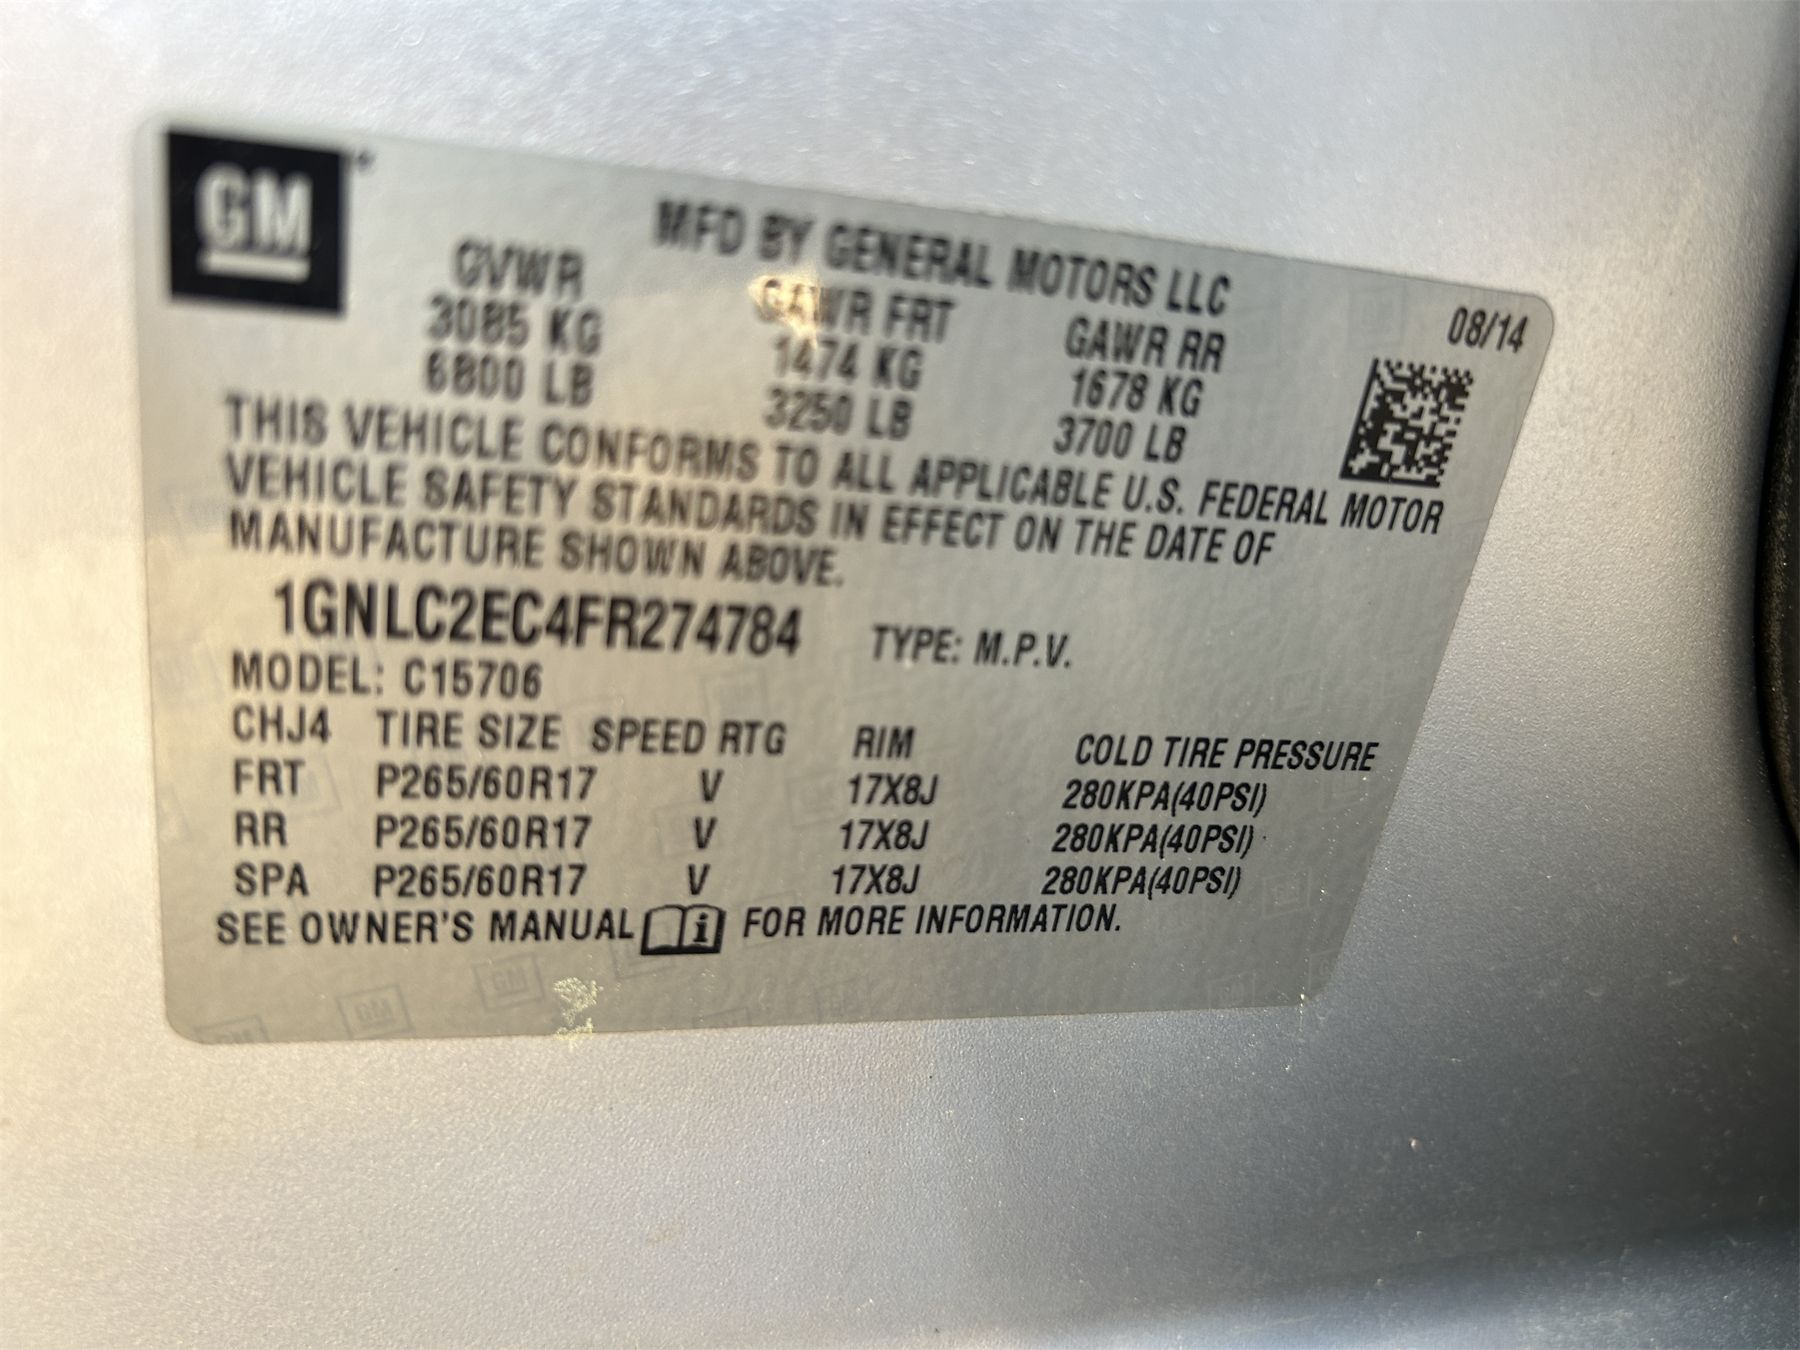 GM
MFD BY GENERAL MOTORS LLC
08/14
GVWR GAWR FRT GAWR RR
3085 KG 1474 KG 1678 KG
6800 LB 3250 LB 3700 LB
THIS VEHICLE CONFORMS TO ALL APPLICABLE U.S. FEDERAL MOTOR
VEHICLE SAFETY STANDARDS IN EFFECT ON THE DATE OF
MANUFACTURE SHOWN ABOVE.
1GNLC2EC4FR274784 TYPE: M.P.V.
MODEL: C15706
CHJ4 TIRE SIZE SPEED RTG RIM COLD TIRE PRESSURE
FRT P265/60R17 V 17X8J 280KPA(40PSI)
RR P265/60R17 V 17X8J 280KPA(40PSI)
SPA P265/60R17 V 17X8J 280KPA(40PSI)
SEE OWNER'S MANUAL i FOR MORE INFORMATION.